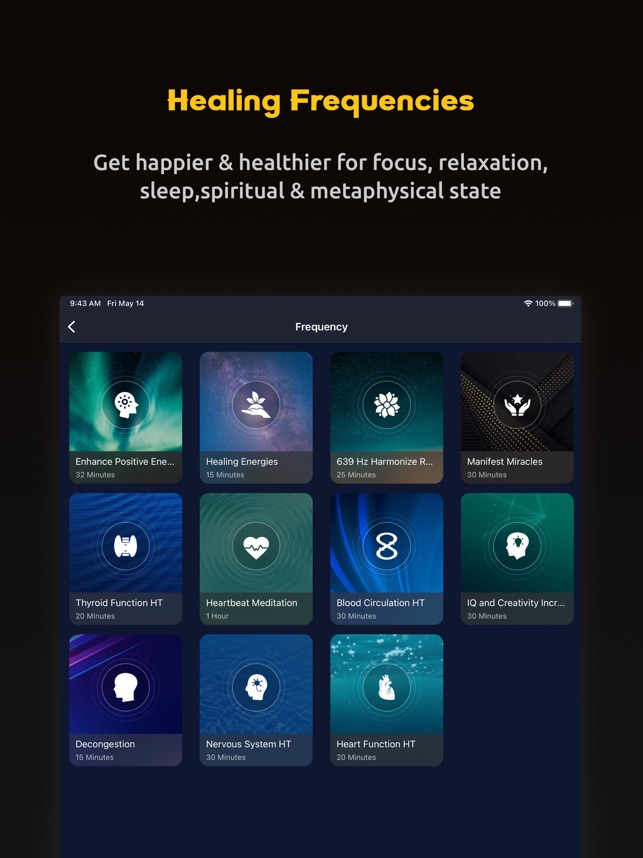 Healing Frequencies
Get happier & healthier for focus, relaxation,
sleep,spiritual & metaphysical state
9:43 AM Fri May 14
100%
Frequency
Enhance Positive Ene...
32 Minutes
Healing Energies
15 Minutes
639 Hz Harmonize R...
25 Minutes
Manifest Miracles
30 Minutes
Thyroid Function HT
20 Minutes
Heartbeat Meditation
1 Hour
Blood Circulation HT
30 Minutes
IQ and Creativity Incr...
30 Minutes
Decongestion
15 Minutes
Nervous System HT
30 Minutes
Heart Function HT
20 Minutes